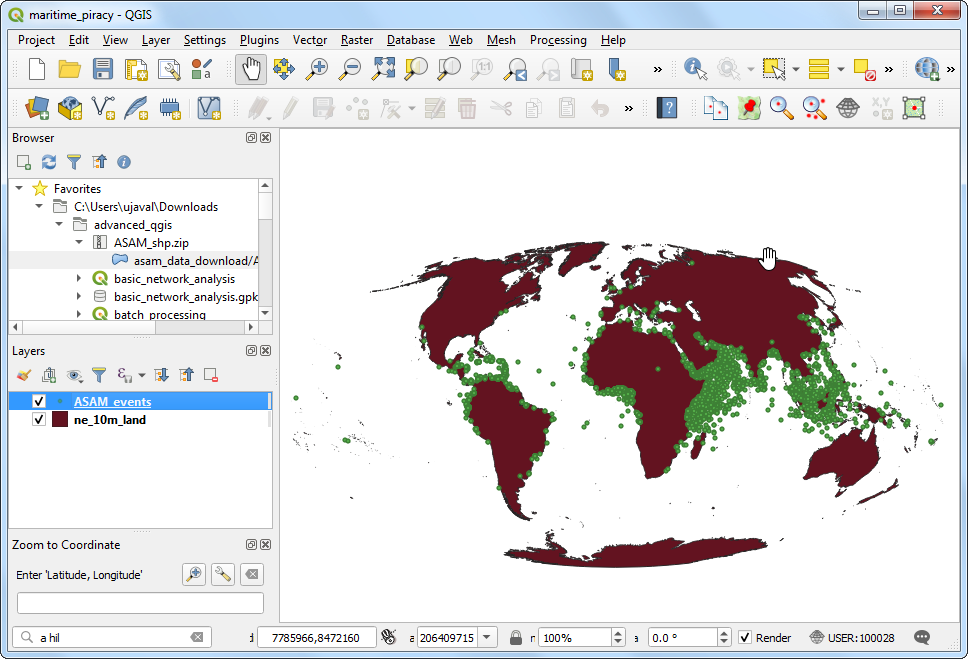 maritime_piracy - QGIS
Project Edit View Layer Settings Plugins Vector Raster Database Web Mesh Processing Help
1:1
a
X,Y
?
Browser
Favorites
C:\Users\ujaval\Downloads
advanced_qgis
ASAM_shp.zip
asam_data_download/A
basic_network_analysis
basic_network_analysis.gpk
batch_processing
Layers
ASAM_events
ne_10m_land
Zoom to Coordinate
Enter 'Latitude, Longitude'
a hil
a 206409715
7785966,8472160
100%
a 0.0 °
Render
USER:100028